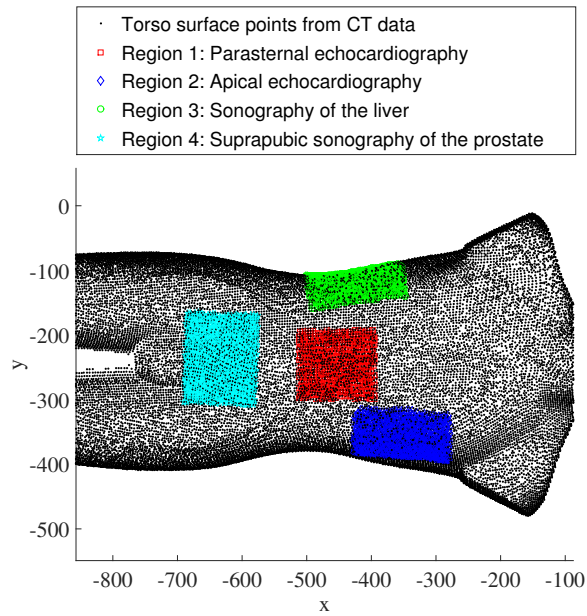 Torso surface points from CT data
Region 1: Parasternal echocardiography
Region 2: Apical echocardiography
Region 3: Sonography of the liver
Region 4: Suprapubic sonography of the prostate
0
-100
-200
-300
-400
-500
y
-800 -700 -600 -500 -400 -300 -200 -100
x